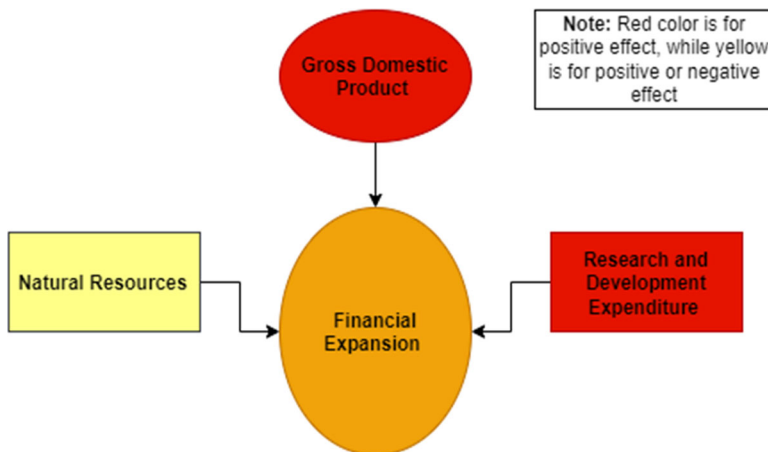 Gross Domestic
Product
Note: Red color is for
positive effect, while yellow
is for positive or negative
effect
Natural Resources
Financial
Expansion
Research and
Development
Expenditure